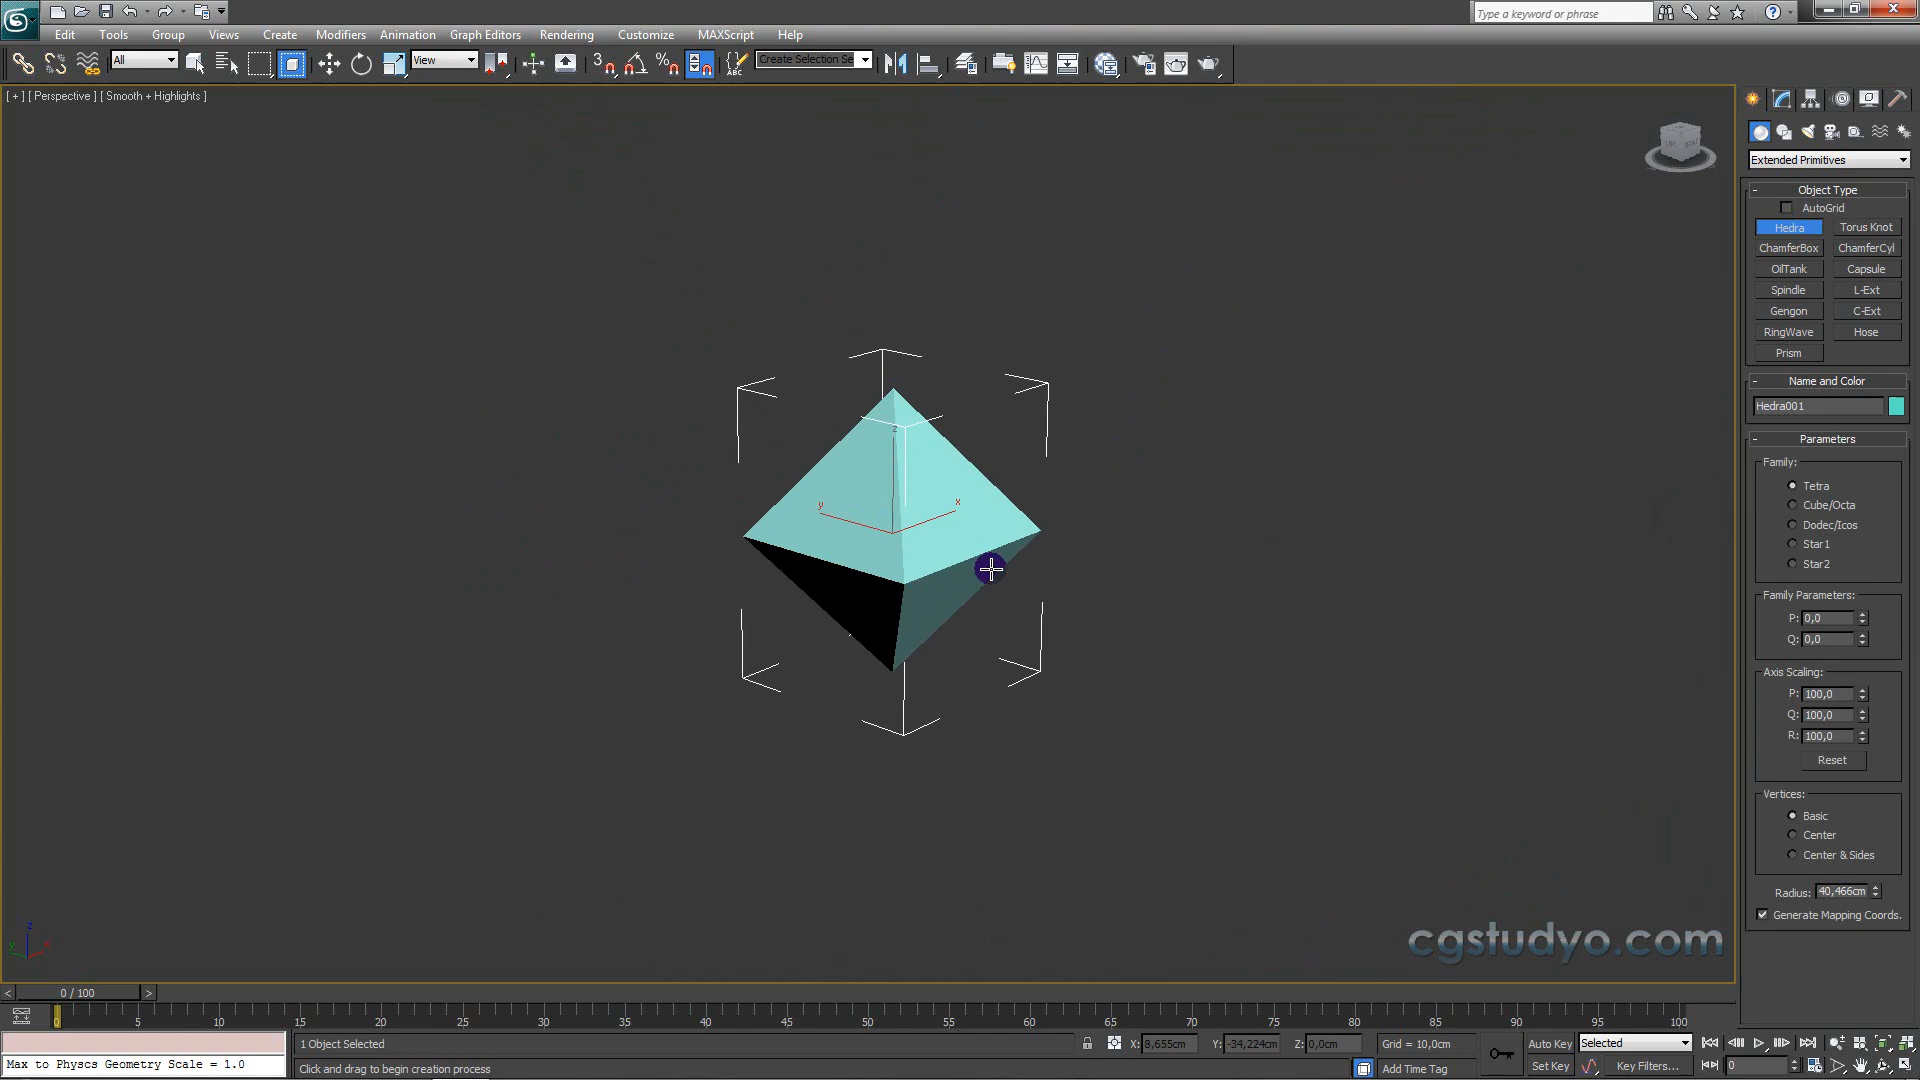 Type a keyword or phrase
Edit Tools Group Views Create Modifiers Animation Graph Editors Rendering Customize MAXScript Help
All View ABC Create Selection Se
[ + ] [ Perspective ] [ Smooth + Highlights ]
Extended Primitives
- Object Type
AutoGrid
Hedra Torus Knot
ChamferBox ChamferCyl
OilTank Capsule
Spindle L-Ext
Gengon C-Ext
RingWave Hose
Prism
- Name and Color
Hedra001
- Parameters
Family:
Tetra
Cube/Octa
Dodec/Icos
Star1
Star2
Family Parameters:
P: 0,0
Q: 0,0
Axis Scaling:
P: 100,0
Q: 100,0
R: 100,0
Reset
Vertices:
Basic
Center
Center & Sides
Radius: 40,466cm
Generate Mapping Coords.
z
y
x
z
y
x
cgstudyo.com
< 0 / 100 >
0 5 10 15 20 25 30 35 40 45 50 55 60 65 70 75 80 85 90 95 100
1 Object Selected X: 8,655cm Y: -34,224cm Z: 0,0cm Grid = 10,0cm Auto Key Selected
Max to Physcs Geometry Scale = 1.0 Click and drag to begin creation process Add Time Tag Set Key Key Filters... 0